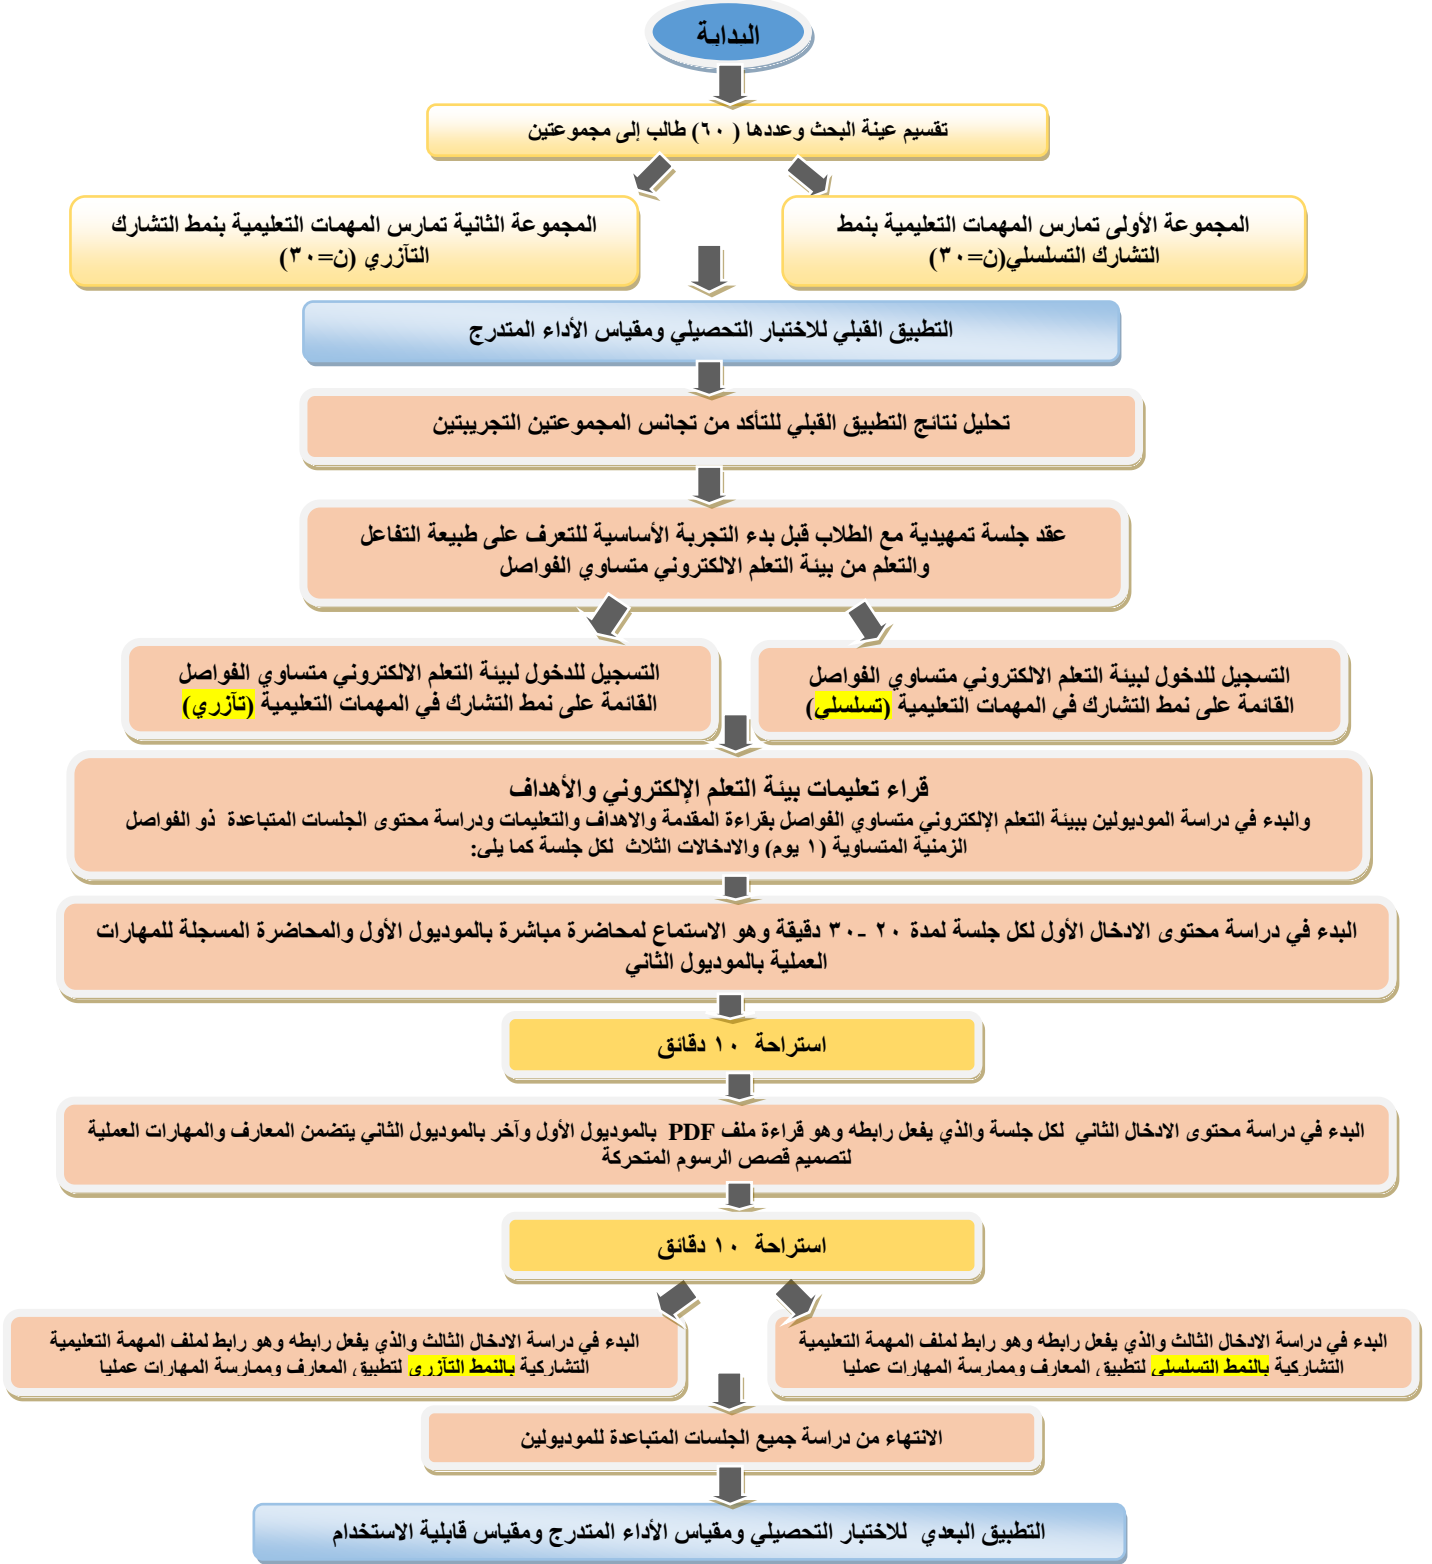 البداية
تقسيم عينة البحث وعددها ( ٦٠) طالب إلى مجموعتين
المجموعة الأولى تمارس المهمات التعليمية بنمط
التشارك التسلسلي(ن=٣٠)
المجموعة الثانية تمارس المهمات التعليمية بنمط التشارك
التآزري (ن=٣٠)
التطبيق القبلي للاختبار التحصيلي ومقياس الأداء المتدرج
تحليل نتائج التطبيق القبلي للتأكد من تجانس المجموعتين التجريبتين
عقد جلسة تمهيدية مع الطلاب قبل بدء التجربة الأساسية للتعرف على طبيعة التفاعل
والتعلم من بيئة التعلم الالكتروني متساوي الفواصل
التسجيل للدخول لبيئة التعلم الالكتروني متساوي الفواصل
القائمة على نمط التشارك في المهمات التعليمية (تسلسلي)
التسجيل للدخول لبيئة التعلم الالكتروني متساوي الفواصل
القائمة على نمط التشارك في المهمات التعليمية (تآزري)
قراء تعليمات بيئة التعلم الإلكتروني والأهداف
والبدء في دراسة الموديولين ببيئة التعلم الإلكتروني متساوي الفواصل بقراءة المقدمة والاهداف والتعليمات ودراسة محتوى الجلسات المتباعدة ذو الفواصل
الزمنية المتساوية (١ يوم) والادخالات الثلاث لكل جلسة كما يلي:
البدء في دراسة محتوى الادخال الأول لكل جلسة لمدة ٢٠ -٣٠ دقيقة وهو الاستماع لمحاضرة مباشرة بالموديول الأول والمحاضرة المسجلة للمهارات
العملية بالموديول الثاني
استراحة ١٠ دقائق
البدء في دراسة محتوى الادخال الثاني لكل جلسة والذي يفعل رابطه وهو قراءة ملف PDF بالموديول الأول وآخر بالموديول الثاني يتضمن المعارف والمهارات العملية
لتصميم قصص الرسوم المتحركة
استراحة ١٠ دقائق
البدء في دراسة الادخال الثالث والذي يفعل رابطه وهو رابط لملف المهمة التعليمية
التشاركية بالنمط التسلسلي لتطبيق المعارف وممارسة المهارات عمليا
البدء في دراسة الادخال الثالث والذي يفعل رابطه وهو رابط لملف المهمة التعليمية
التشاركية بالنمط التآزري لتطبيق المعارف وممارسة المهارات عمليا
الانتهاء من دراسة جميع الجلسات المتباعدة للموديولين
التطبيق البعدي للاختبار التحصيلي ومقياس الأداء المتدرج ومقياس قابلية الاستخدام